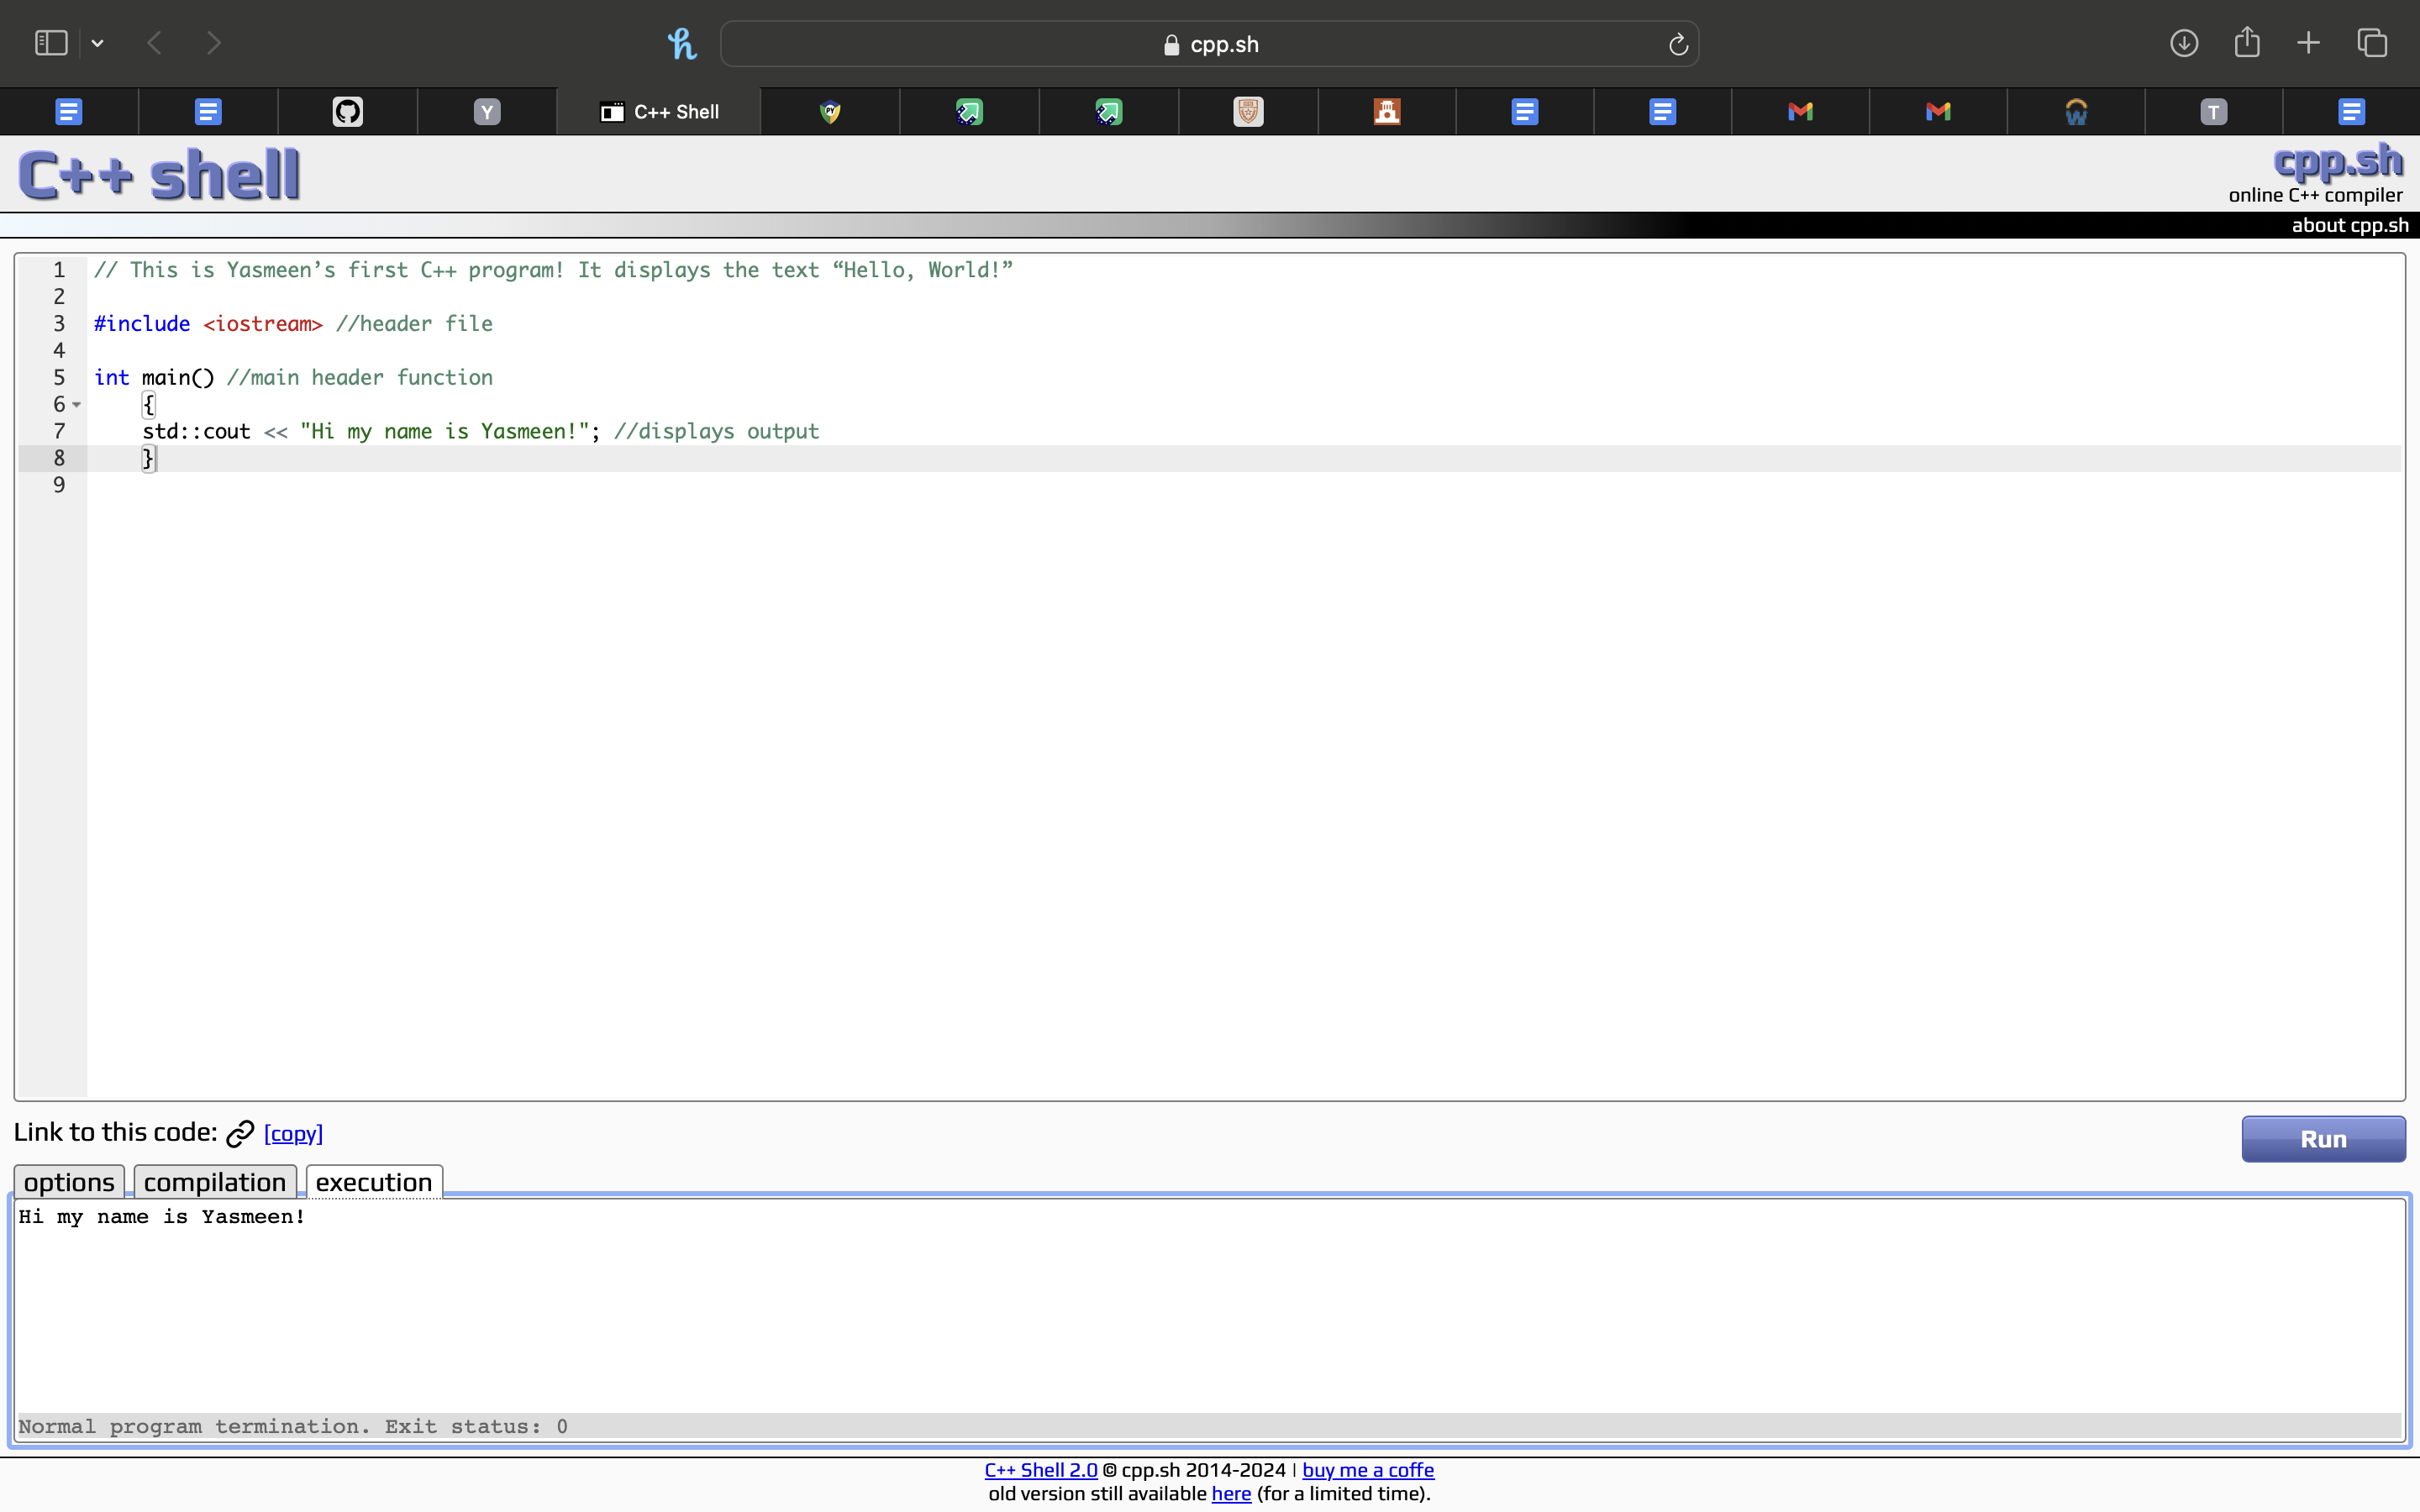 cpp.sh
Y
C++ Shell
PY
T
C++ shell
cpp.sh
online C++ compiler
about cpp.sh
1 // This is Yasmeen’s first C++ program! It displays the text “Hello, World!”
2
3 #include <iostream> //header file
4
5 int main() //main header function
6 {
7 std::cout << "Hi my name is Yasmeen!"; //displays output
8 }
9
Link to this code: [copy]
Run
options compilation execution
Hi my name is Yasmeen!
Normal program termination. Exit status: 0
C++ Shell 2.0 © cpp.sh 2014-2024 | buy me a coffe
old version still available here (for a limited time).